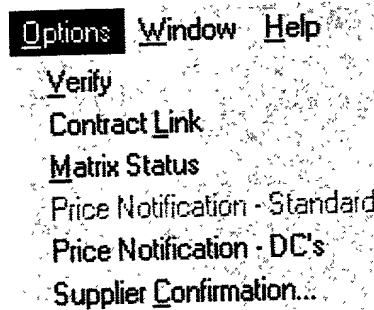 Options Window Help
Verify
Contract Link
Matrix Status
Price Notification - Standard
Price Notification - DC's
Supplier Confirmation...